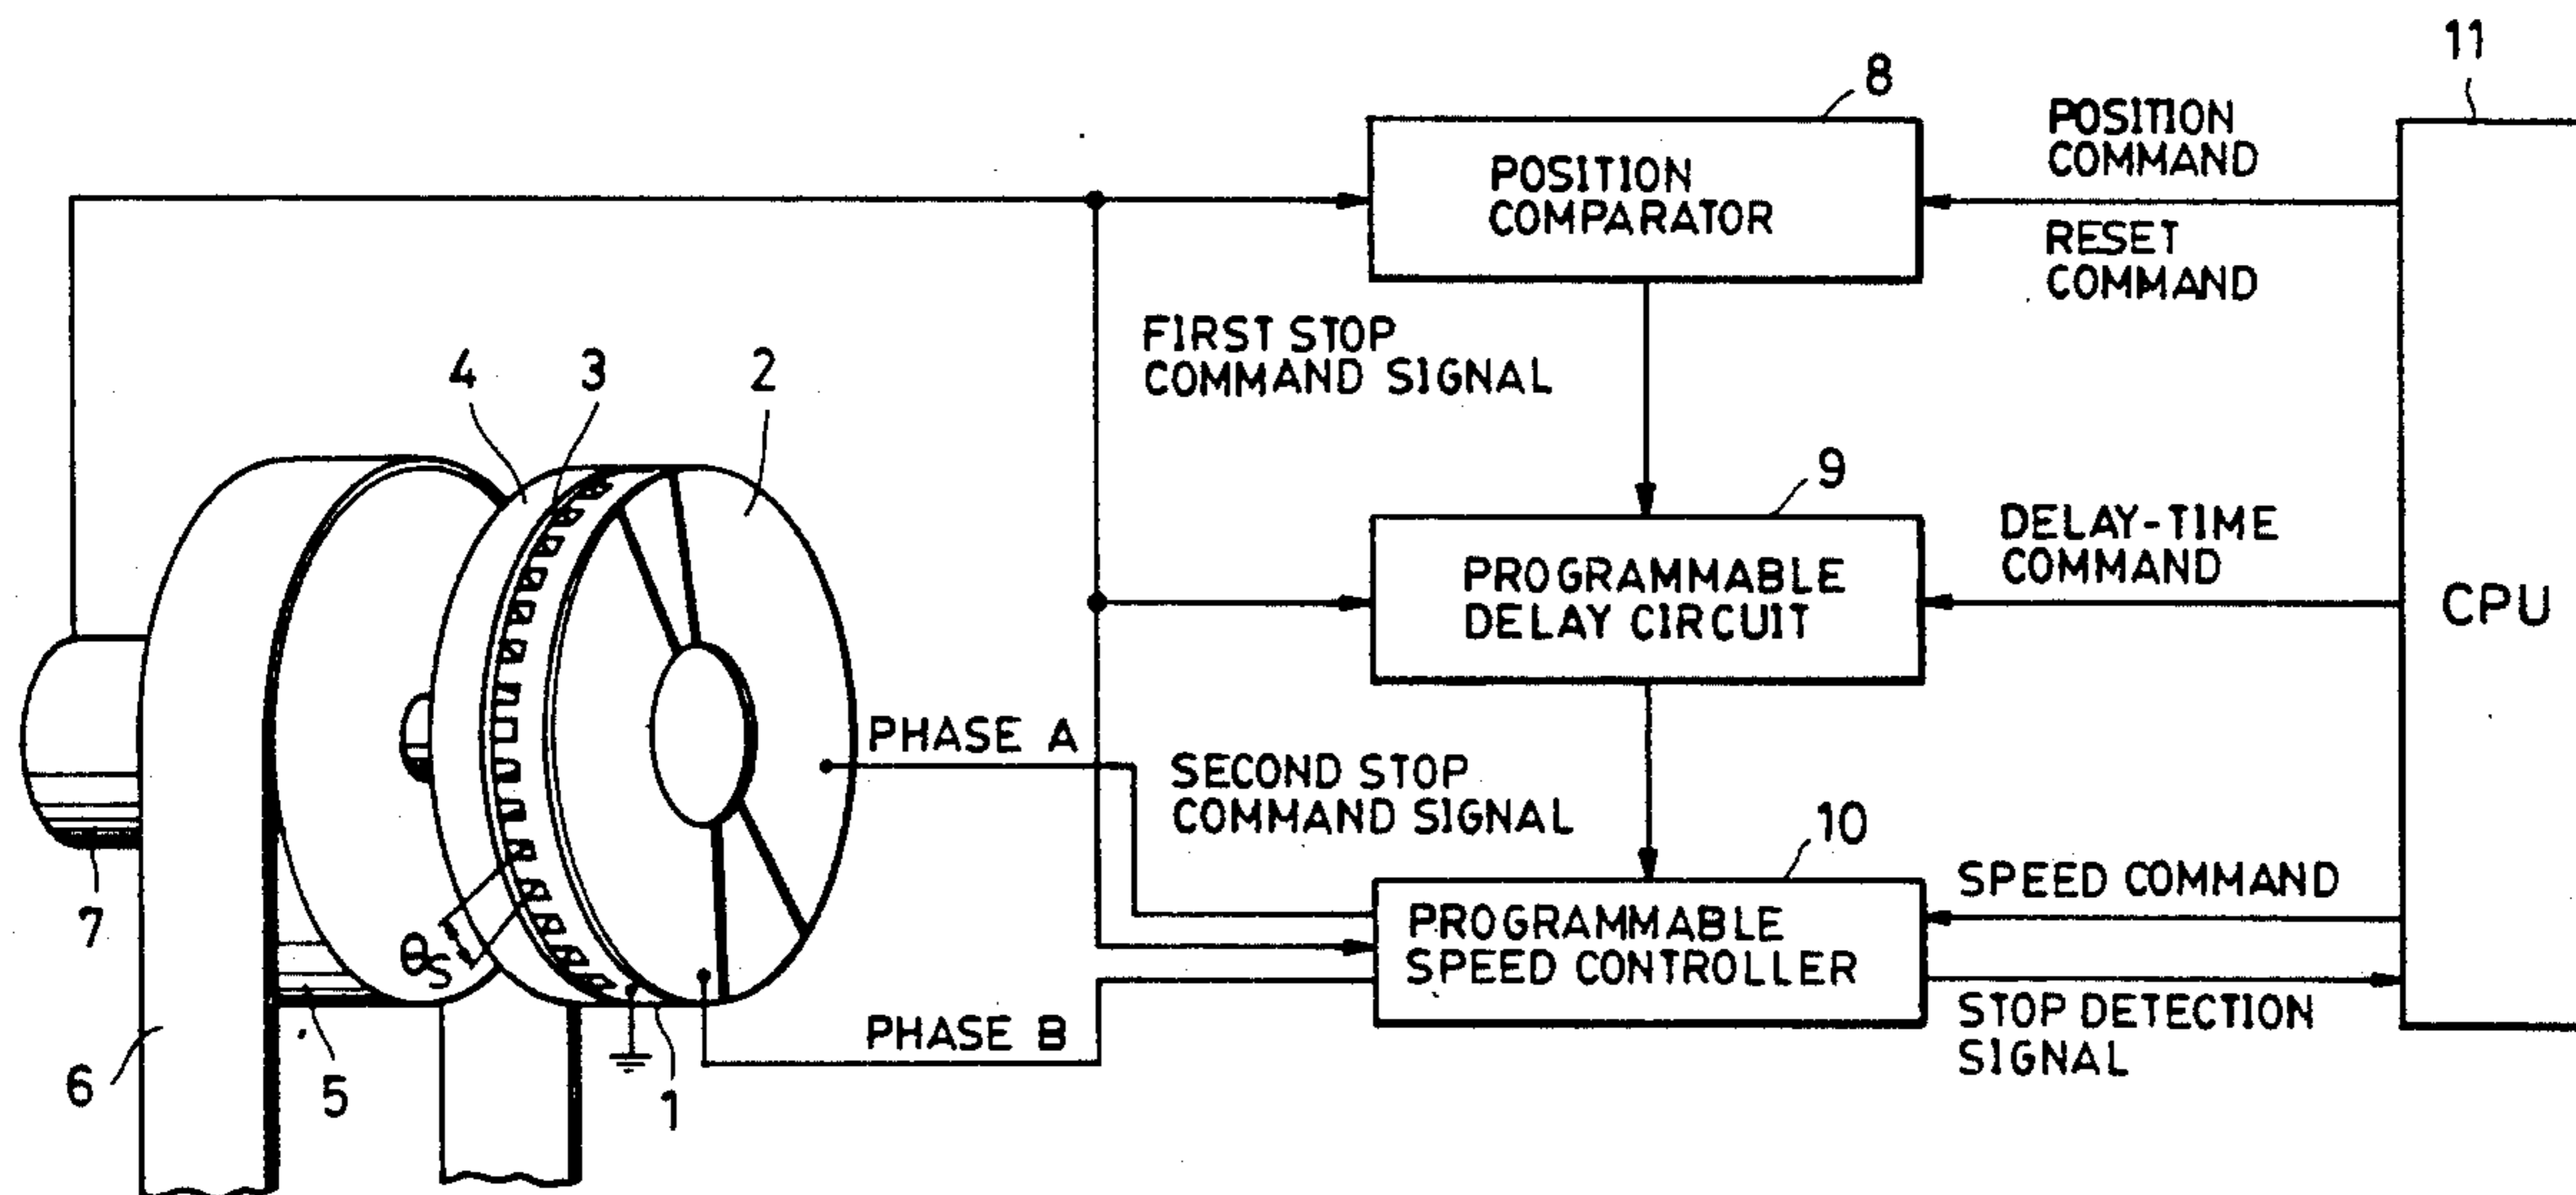 11
8
POSITION
COMMAND
POSITION
COMPARATOR
RESET
COMMAND
FIRST STOP
COMMAND SIGNAL
4
3
2
9
DELAY-TIME
COMMAND
PROGRAMMABLE
DELAY CIRCUIT
CPU
PHASE A
SECOND STOP
COMMAND SIGNAL
10
SPEED COMMAND
7
PROGRAMMABLE
SPEED CONTROLLER
θs
STOP DETECTION
SIGNAL
PHASE B
6
5
1